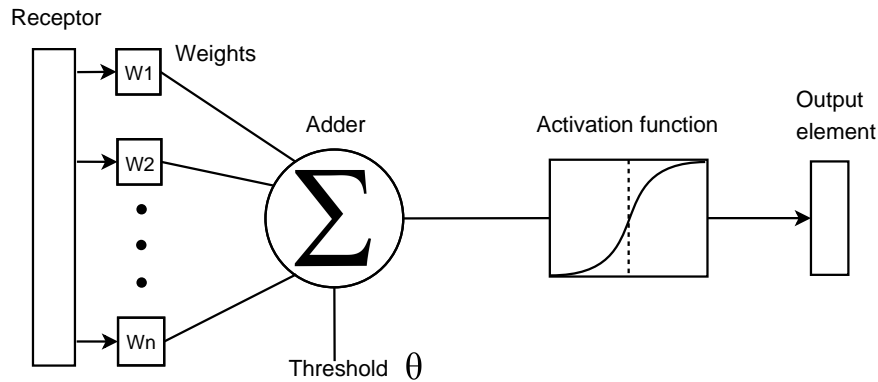 Receptor
W1
Weights
W2
Wn
Adder
Σ
Threshold θ
Activation function
Output
element